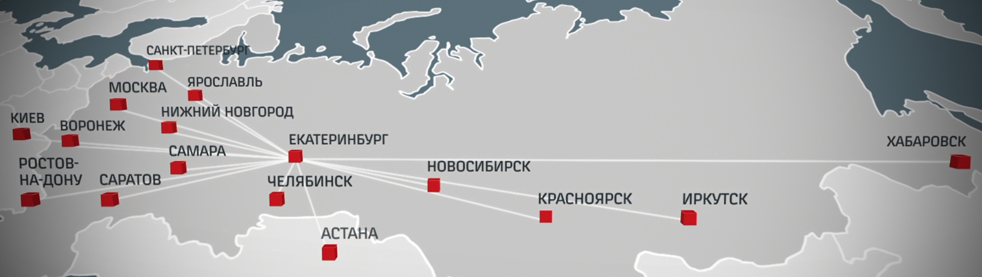 САНКТ-ПЕТЕРБУРГ
ЯРОСЛАВЛЬ
МОСКВА
НИЖНИЙ НОВГОРОД
КИЕВ
ВОРОНЕЖ
ЕКАТЕРИНБУРГ
ХАБАРОВСК
САМАРА
РОСТОВ-
НА-ДОНУ
САРАТОВ
ЧЕЛЯБИНСК
НОВОСИБИРСК
КРАСНОЯРСК
ИРКУТСК
АСТАНА